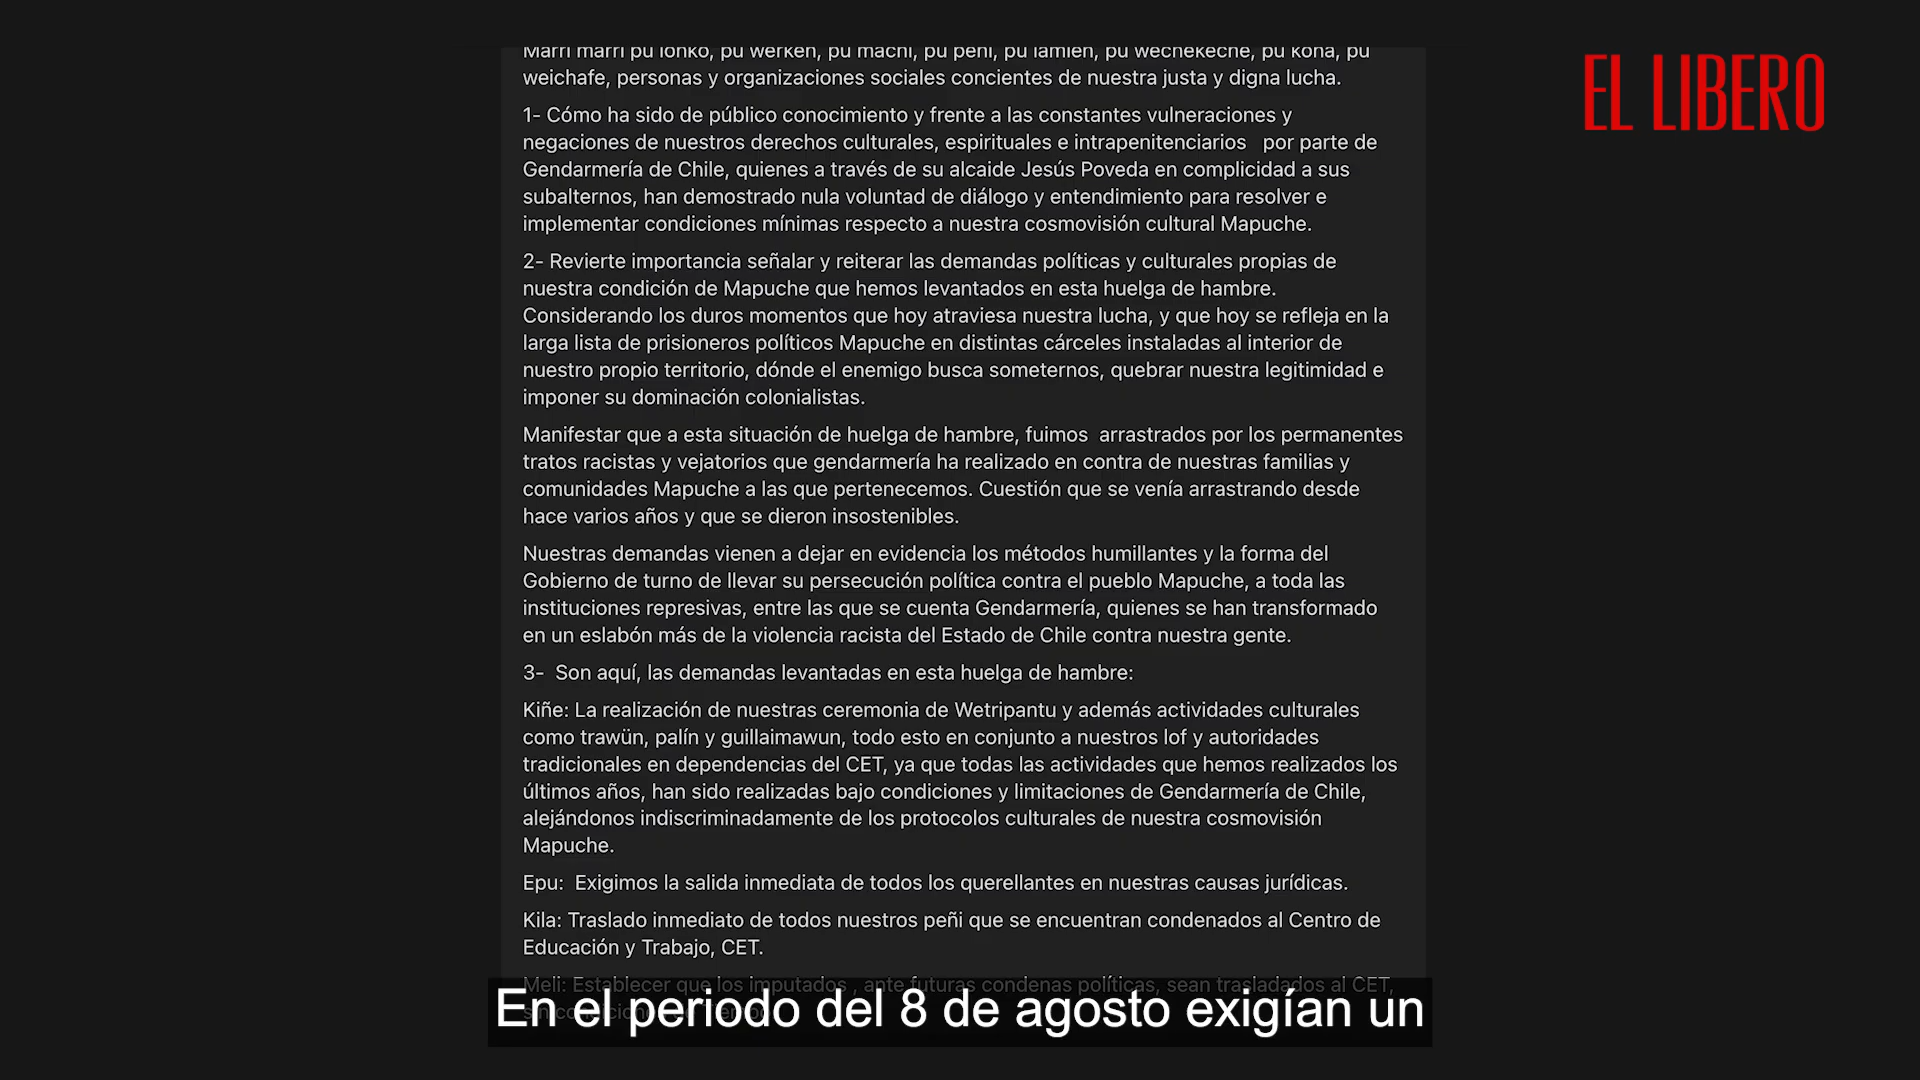 Marri marri pu lonko, pu werken, pu machi, pu peñi, pu lamien, pu wechekeche, pu kona, pu
weichafe, personas y organizaciones sociales concientes de nuestra justa y digna lucha.
EL LIBERO
1- Cómo ha sido de público conocimiento y frente a las constantes vulneraciones y
negaciones de nuestros derechos culturales, espirituales e intrapenitenciarios por parte de
Gendarmería de Chile, quienes a través de su alcaide Jesús Poveda en complicidad a sus
subalternos, han demostrado nula voluntad de diálogo y entendimiento para resolver e
implementar condiciones mínimas respecto a nuestra cosmovisión cultural Mapuche.
2- Revierte importancia señalar y reiterar las demandas políticas y culturales propias de
nuestra condición de Mapuche que hemos levantados en esta huelga de hambre.
Considerando los duros momentos que hoy atraviesa nuestra lucha, y que hoy se refleja en la
larga lista de prisioneros políticos Mapuche en distintas cárceles instaladas al interior de
nuestro propio territorio, dónde el enemigo busca someternos, quebrar nuestra legitimidad e
imponer su dominación colonialistas.
Manifestar que a esta situación de huelga de hambre, fuimos arrastrados por los permanentes
tratos racistas y vejatorios que gendarmería ha realizado en contra de nuestras familias y
comunidades Mapuche a las que pertenecemos. Cuestión que se venía arrastrando desde
hace varios años y que se dieron insostenibles.
Nuestras demandas vienen a dejar en evidencia los métodos humillantes y la forma del
Gobierno de turno de llevar su persecución política contra el pueblo Mapuche, a toda las
instituciones represivas, entre las que se cuenta Gendarmería, quienes se han transformado
en un eslabón más de la violencia racista del Estado de Chile contra nuestra gente.
3- Son aquí, las demandas levantadas en esta huelga de hambre:
Kiñe: La realización de nuestras ceremonia de Wetripantu y además actividades culturales
como trawün, palín y guillaimawun, todo esto en conjunto a nuestros lof y autoridades
tradicionales en dependencias del CET, ya que todas las actividades que hemos realizados los
últimos años, han sido realizadas bajo condiciones y limitaciones de Gendarmería de Chile,
alejándonos indiscriminadamente de los protocolos culturales de nuestra cosmovisión
Mapuche.
Epu: Exigimos la salida inmediata de todos los querellantes en nuestras causas jurídicas.
Kila: Traslado inmediato de todos nuestros peñi que se encuentran condenados al Centro de
Educación y Trabajo, CET.
Meli: Establecer que los imputados , ante futuras condenas políticas, sean trasladados al CET,
En el periodo del 8 de agosto exigían un